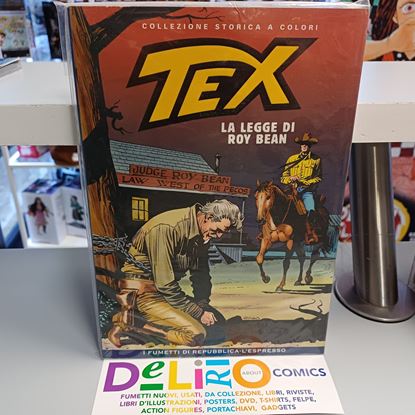 COLLEZIONE STORICA A COLORI
TEX
LA LEGGE DI
ROY BEAN
JUDGE ROY BEAN
LAW WEST OF THE PECOS
I FUMETTI DI REPUBBLICA-L'ESPRESSO
DELIRIO ABOUT COMICS
FUMETTI NUOVI, USATI, DA COLLEZIONE, LIBRI, RIVISTE,
LIBRI D'ILLUSTRAZIONI, POSTERS, DVD, T-SHIRTS, FELPE,
ACTION FIGURES, PORTACHIAVI, GADGETS